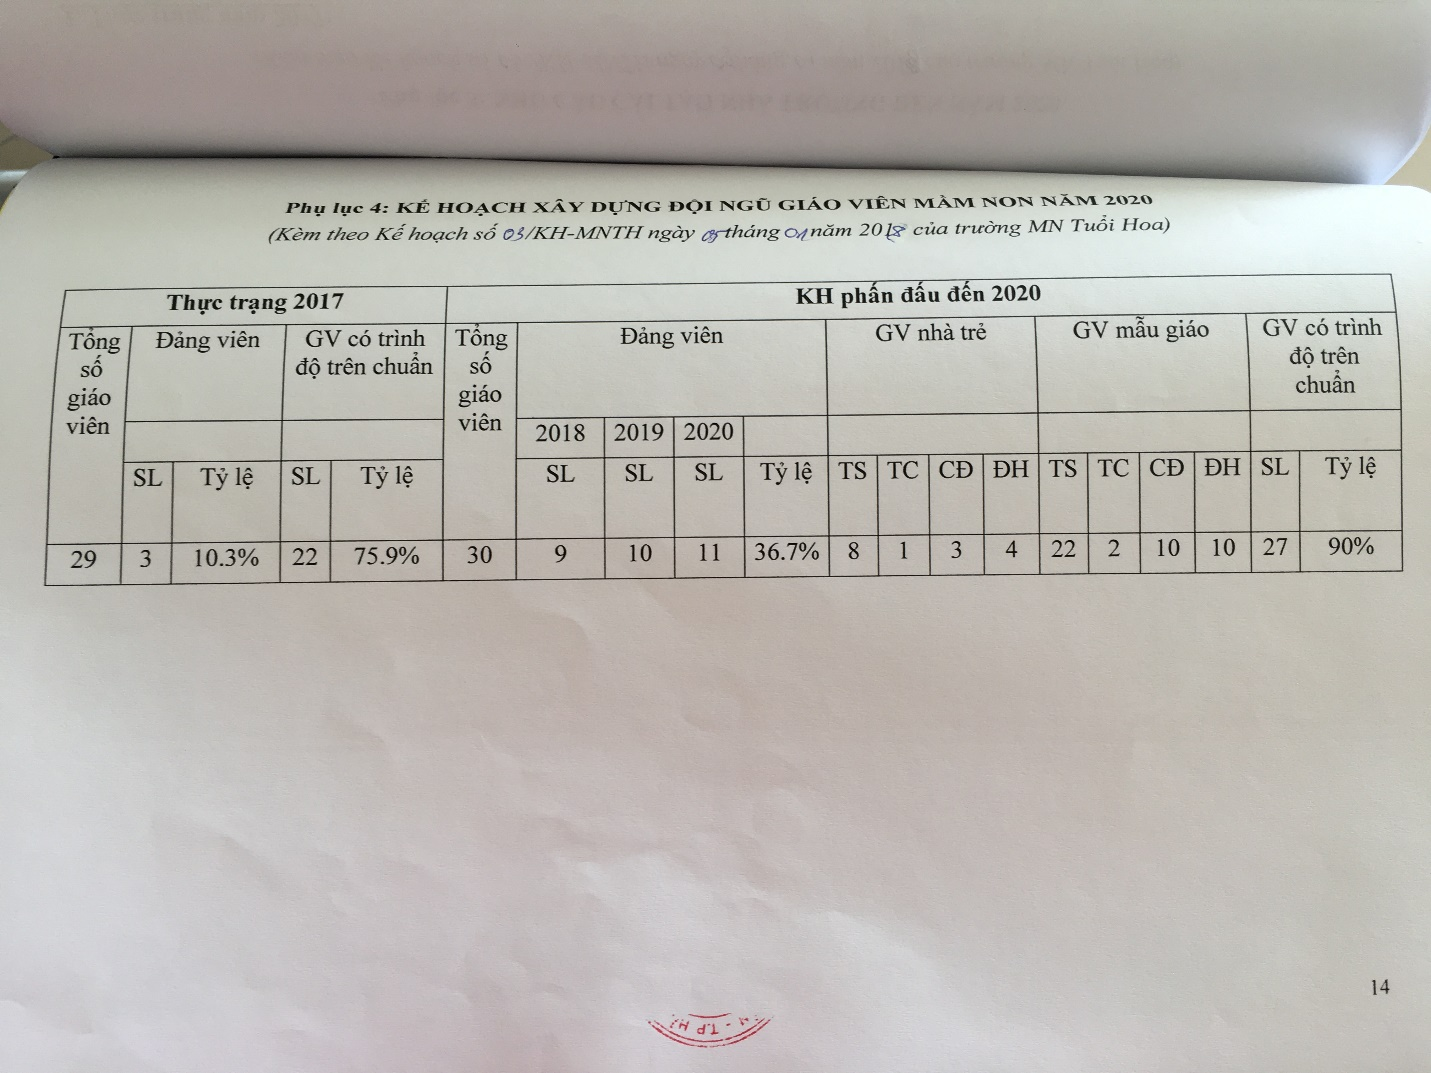 Phụ lục 4: KẾ HOẠCH XÂY DỰNG ĐỘI NGŨ GIÁO VIÊN MẦM NON NĂM 2020
(Kèm theo Kế hoạch số 03/KH-MNTH ngày 05 tháng 01 năm 2018 của trường MN Tuổi Hoa)
Thực trạng 2017 KH phấn đấu đến 2020
Tổng số giáo viên Đảng viên GV có trình độ trên chuẩn Tổng số giáo viên Đảng viên GV nhà trẻ GV mẫu giáo GV có trình độ trên chuẩn
2018 2019 2020
SL Tỷ lệ SL Tỷ lệ SL SL SL Tỷ lệ TS TC CĐ ĐH TS TC CĐ ĐH SL Tỷ lệ
29 3 10.3% 22 75.9% 30 9 10 11 36.7% 8 1 3 4 22 2 10 10 27 90%
14